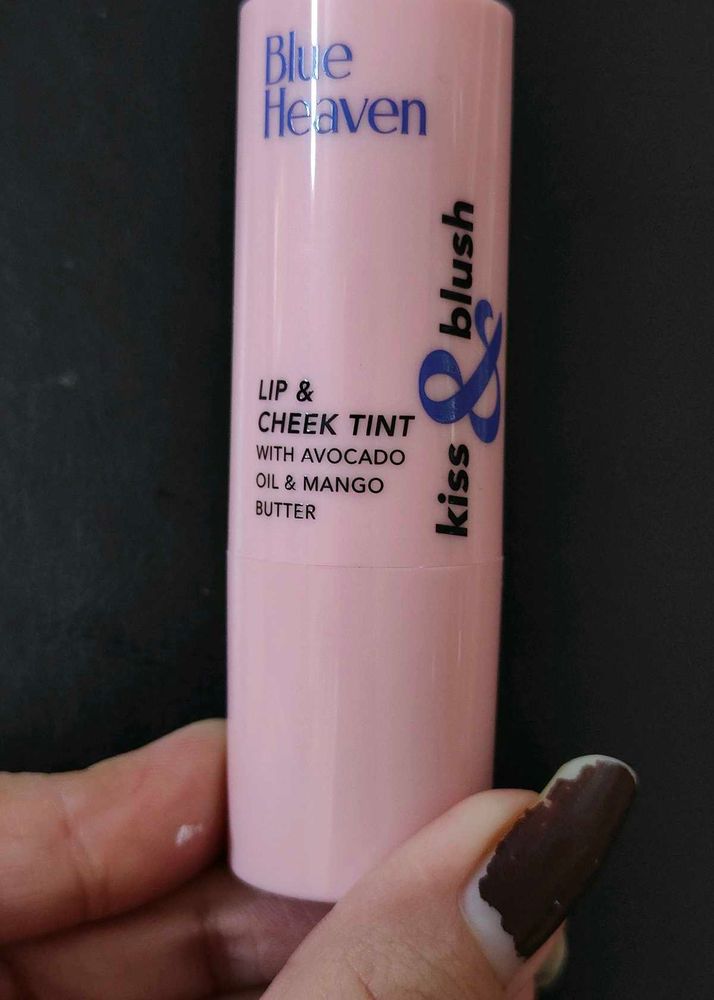 Blue
Heaven
kiss & blush
LIP &
CHEEK TINT
WITH AVOCADO
OIL & MANGO
BUTTER